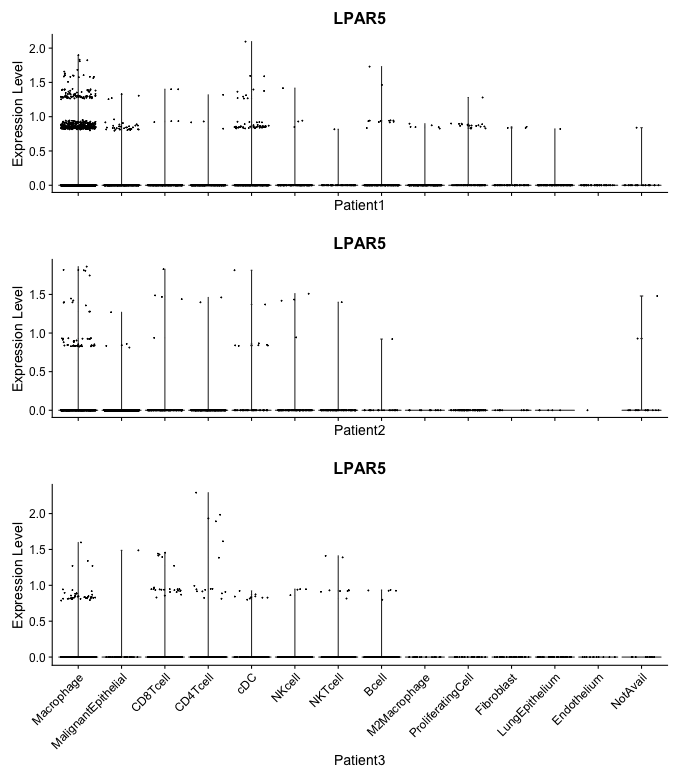 LPAR5
Expression Level
2.0
1.5
1.0
0.5
0.0
Patient1
LPAR5
Expression Level
1.5
1.0
0.5
0.0
Patient2
LPAR5
Expression Level
2.0
1.5
1.0
0.5
0.0
Macrophage
MalignantEpithelial
CD8Tcell
CD4Tcell
cDC
NKcell
NKTcell
Bcell
M2Macrophage
ProliferatingCell
Fibroblast
LungEpithelium
Endothelium
NotAvail
Patient3